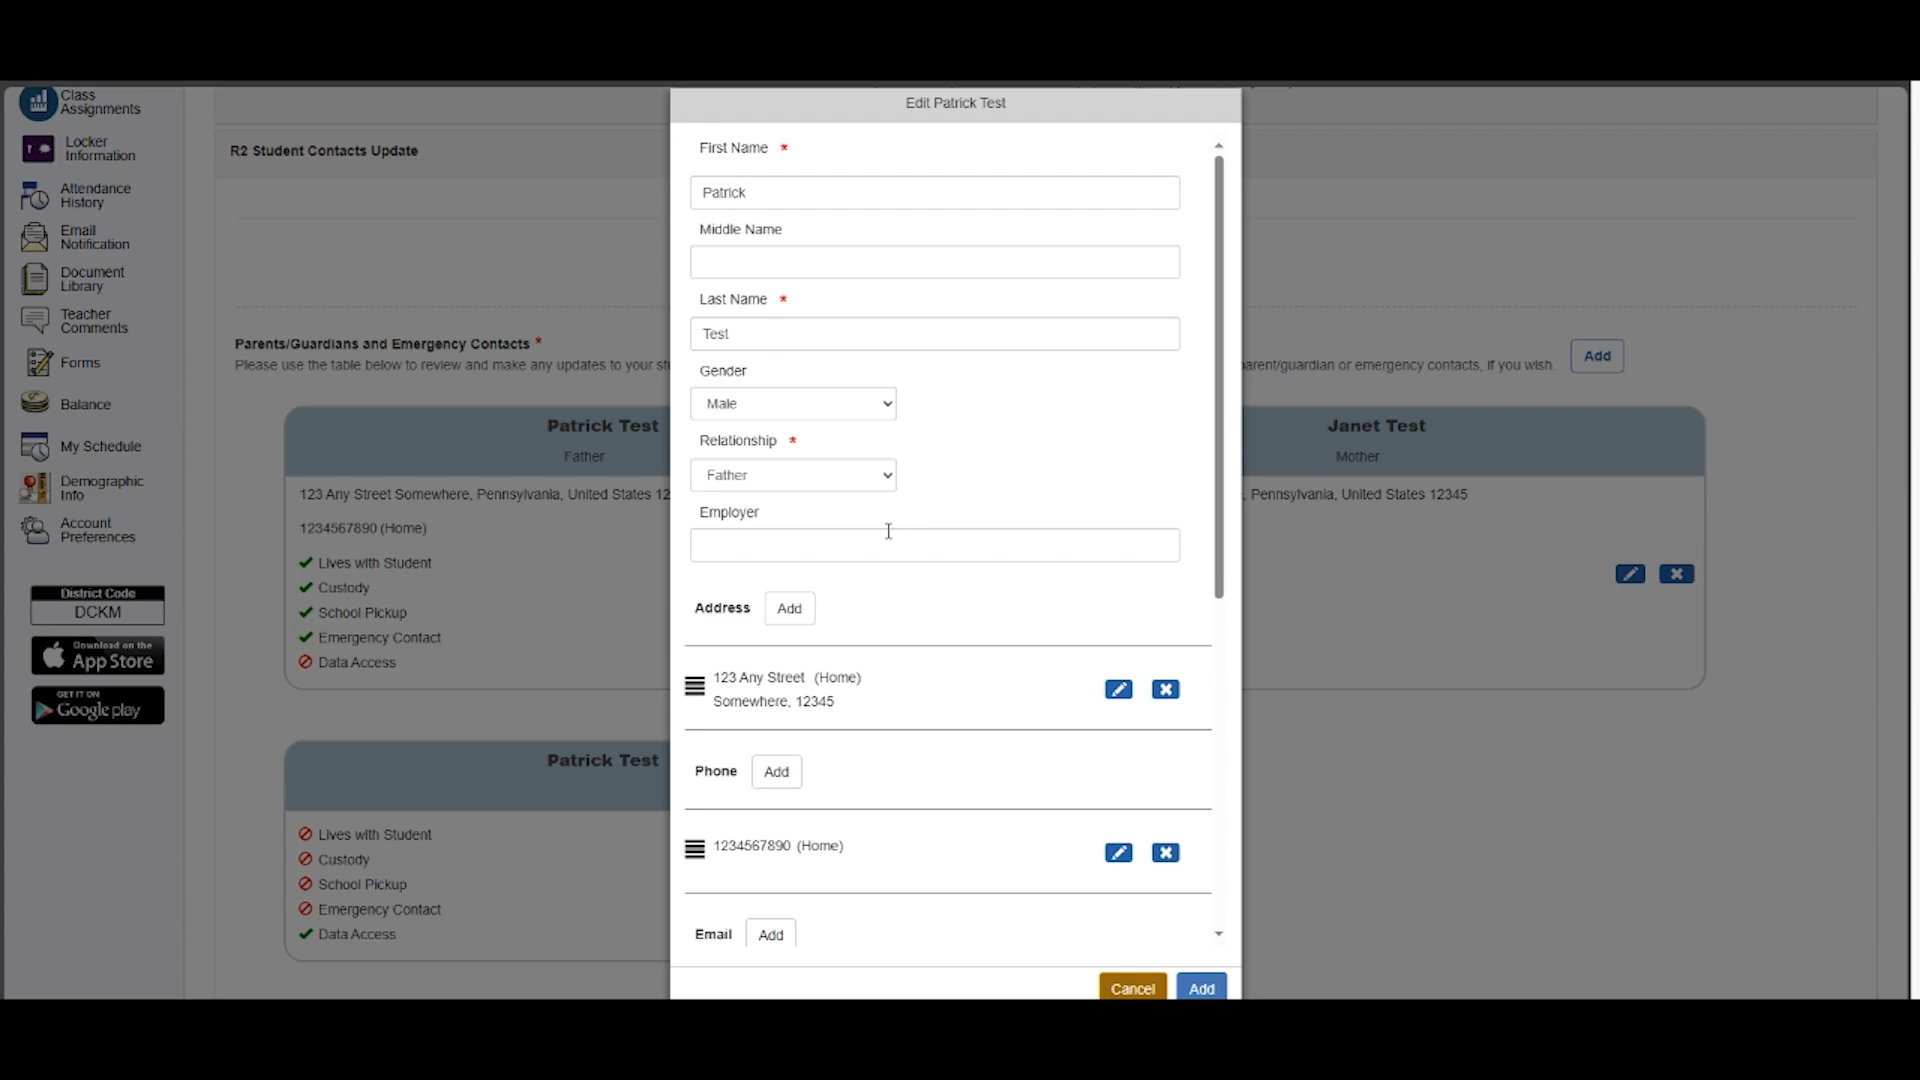 Class
Assignments
Locker
Information
Attendance
History
Email
Notification
Document
Library
Teacher
Comments
Forms
Balance
My Schedule
Demographic
Info
Account
Preferences
District Code
DCKM
Download on the
App Store
GET IT ON
Google play
R2 Student Contacts Update
Parents/Guardians and Emergency Contacts *
Please use the table below to review and make any updates to your
arent/guardian or emergency contacts, if you wish.
Add
Patrick Test
Father
123 Any Street Somewhere, Pennsylvania, United States 12
1234567890 (Home)
Lives with Student
Custody
School Pickup
Emergency Contact
Data Access
Janet Test
Mother
, Pennsylvania, United States 12345
Patrick Test
Lives with Student
Custody
School Pickup
Emergency Contact
Data Access
Edit Patrick Test
First Name *
Patrick
Middle Name
Last Name *
Test
Gender
Male
Relationship *
Father
Employer
Address Add
123 Any Street (Home)
Somewhere, 12345
Phone Add
1234567890 (Home)
Email Add
Cancel Add